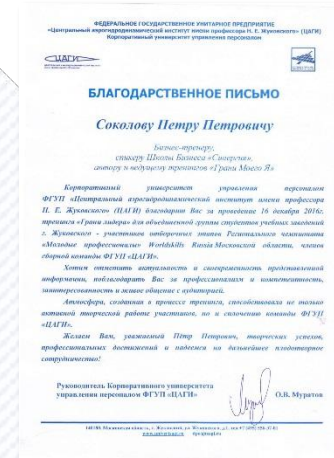 ФЕДЕРАЛЬНОЕ ГОСУДАРСТВЕННОЕ УНИТАРНОЕ ПРЕДПРИЯТИЕ
«Центральный аэрогидродинамический институт имени профессора Н. Е. Жуковского» (ЦАГИ)
Корпоративный университет управления персоналом
ЦАГИ
БЛАГОДАРСТВЕННОЕ ПИСЬМО
Соколову Петру Петровичу
Бизнес-тренеру,
спикеру Школы Бизнеса «Синергия»,
автору и ведущему тренингов «Грани Моего Я»
Корпоративный университет управления персоналом
ФГУП «Центральный аэрогидродинамический институт имени профессора
Н. Е. Жуковского» (ЦАГИ) благодарит Вас за проведение 16 декабря 2016г.
тренинга «Грани лидера» для объединенной группы студентов учебных заведений
г. Жуковского - участников отборочных этапов Регионального чемпионата
«Молодые профессионалы» Worldskills Russia Московской области, членов
сборной команды ФГУП «ЦАГИ».
Хотим отметить актуальность и своевременность представленной
информации, поблагодарить Вас за профессионализм и компетентность,
заинтересованность и живое общение с аудиторией.
Атмосфера, созданная в процессе тренинга, способствовала не только
активной творческой работе участников, но и сплочению команды ФГУП
«ЦАГИ».
Желаем Вам, уважаемый Пётр Петрович, творческих успехов,
профессиональных достижений и надеемся на дальнейшее плодотворное
сотрудничество!
Руководитель Корпоративного университета
управления персоналом ФГУП «ЦАГИ»
О.В. Муратов